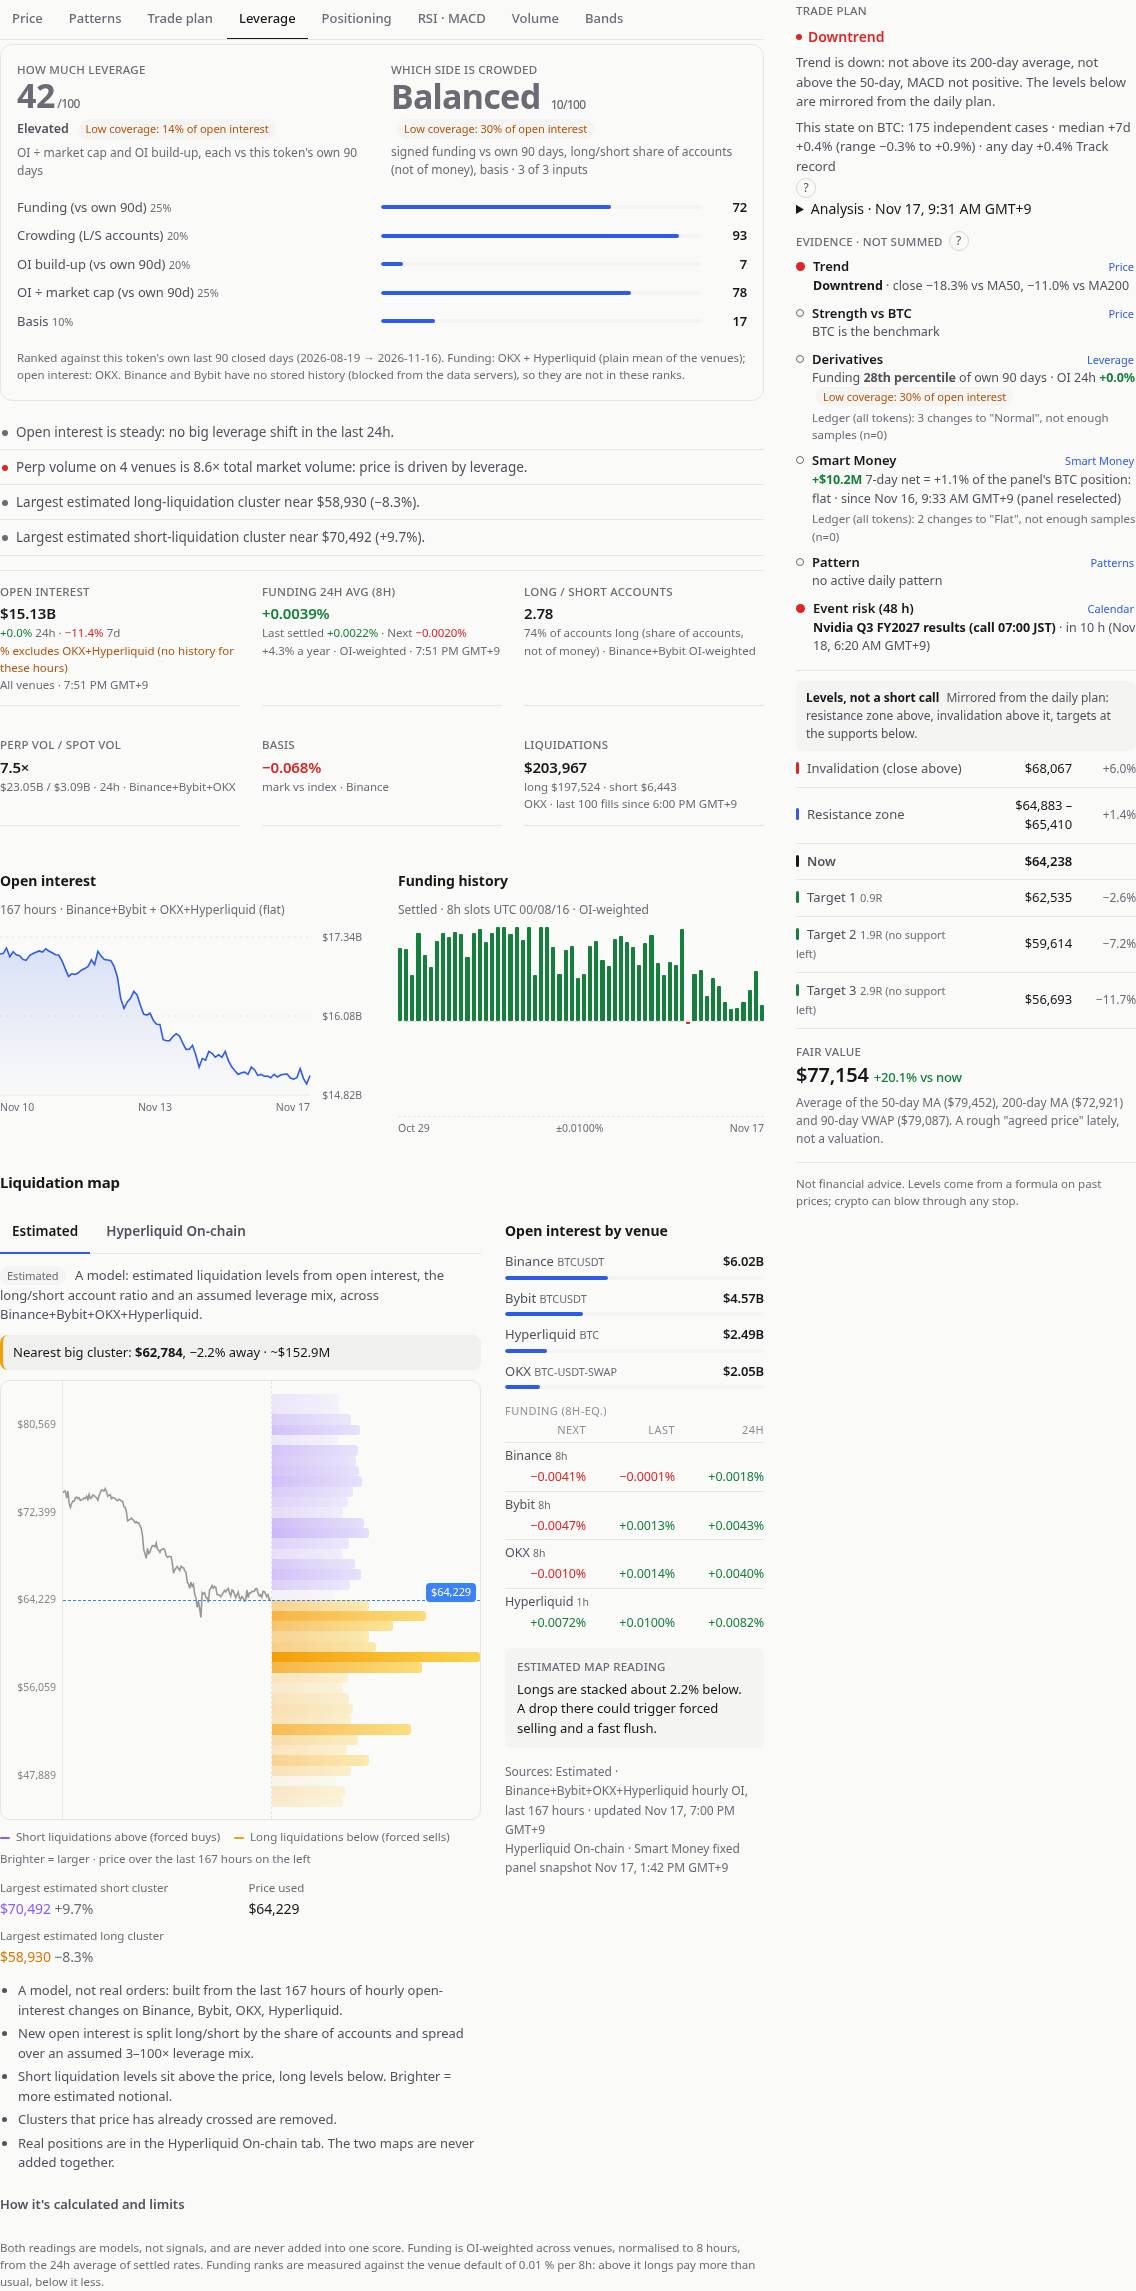 Price Patterns Trade plan Leverage Positioning RSI · MACD Volume Bands
HOW MUCH LEVERAGE
42 /100
Elevated Low coverage: 14% of open interest
OI ÷ market cap and OI build-up, each vs this token's own 90
days
WHICH SIDE IS CROWDED
Balanced 10/100
Low coverage: 30% of open interest
signed funding vs own 90 days, long/short share of accounts
(not of money), basis · 3 of 3 inputs
Funding (vs own 90d) 25% 72
Crowding (L/S accounts) 20% 93
OI build-up (vs own 90d) 20% 7
OI ÷ market cap (vs own 90d) 25% 78
Basis 10% 17
Ranked against this token's own last 90 closed days (2026-08-19 → 2026-11-16). Funding: OKX + Hyperliquid (plain mean of the venues);
open interest: OKX. Binance and Bybit have no stored history (blocked from the data servers), so they are not in these ranks.
Open interest is steady: no big leverage shift in the last 24h.
Perp volume on 4 venues is 8.6× total market volume: price is driven by leverage.
Largest estimated long-liquidation cluster near $58,930 (−8.3%).
Largest estimated short-liquidation cluster near $70,492 (+9.7%).
OPEN INTEREST
$15.13B
+0.0% 24h · −11.4% 7d
% excludes OKX+Hyperliquid (no history for
these hours)
All venues · 7:51 PM GMT+9
FUNDING 24H AVG (8H)
+0.0039%
Last settled +0.0022% · Next −0.0020%
+4.3% a year · OI-weighted · 7:51 PM GMT+9
LONG / SHORT ACCOUNTS
2.78
74% of accounts long (share of accounts,
not of money) · Binance+Bybit OI-weighted
PERP VOL / SPOT VOL
7.5×
$23.05B / $3.09B · 24h · Binance+Bybit+OKX
BASIS
−0.068%
mark vs index · Binance
LIQUIDATIONS
$203,967
long $197,524 · short $6,443
OKX · last 100 fills since 6:00 PM GMT+9
Open interest
167 hours · Binance+Bybit + OKX+Hyperliquid (flat)
$17.34B
$16.08B
$14.82B
Nov 10 Nov 13 Nov 17
Funding history
Settled · 8h slots UTC 00/08/16 · OI-weighted
Oct 29 ±0.0100% Nov 17
Liquidation map
Estimated Hyperliquid On-chain
Estimated A model: estimated liquidation levels from open interest, the
long/short account ratio and an assumed leverage mix, across
Binance+Bybit+OKX+Hyperliquid.
Nearest big cluster: $62,784, −2.2% away · ~$152.9M
$80,569
$72,399
$64,229
$64,229
$56,059
$47,889
Short liquidations above (forced buys) Long liquidations below (forced sells)
Brighter = larger · price over the last 167 hours on the left
Largest estimated short cluster
$70,492 +9.7%
Price used
$64,229
Largest estimated long cluster
$58,930 −8.3%
A model, not real orders: built from the last 167 hours of hourly open-
interest changes on Binance, Bybit, OKX, Hyperliquid.
New open interest is split long/short by the share of accounts and spread
over an assumed 3–100× leverage mix.
Short liquidation levels sit above the price, long levels below. Brighter =
more estimated notional.
Clusters that price has already crossed are removed.
Real positions are in the Hyperliquid On-chain tab. The two maps are never
added together.
How it's calculated and limits
Both readings are models, not signals, and are never added into one score. Funding is OI-weighted across venues, normalised to 8 hours,
from the 24h average of settled rates. Funding ranks are measured against the venue default of 0.01 % per 8h: above it longs pay more than
usual, below it less.
Open interest by venue
Binance BTCUSDT $6.02B
Bybit BTCUSDT $4.57B
Hyperliquid BTC $2.49B
OKX BTC-USDT-SWAP $2.05B
FUNDING (8H-EQ.)
NEXT LAST 24H
Binance 8h
−0.0041% −0.0001% +0.0018%
Bybit 8h
−0.0047% +0.0013% +0.0043%
OKX 8h
−0.0010% +0.0014% +0.0040%
Hyperliquid 1h
+0.0072% +0.0100% +0.0082%
ESTIMATED MAP READING
Longs are stacked about 2.2% below.
A drop there could trigger forced
selling and a fast flush.
Sources: Estimated ·
Binance+Bybit+OKX+Hyperliquid hourly OI,
last 167 hours · updated Nov 17, 7:00 PM
GMT+9
Hyperliquid On-chain · Smart Money fixed
panel snapshot Nov 17, 1:42 PM GMT+9
TRADE PLAN
Downtrend
Trend is down: not above its 200-day average, not
above the 50-day, MACD not positive. The levels below
are mirrored from the daily plan.
This state on BTC: 175 independent cases · median +7d
+0.4% (range −0.3% to +0.9%) · any day +0.4% Track
record
?
Analysis · Nov 17, 9:31 AM GMT+9
EVIDENCE · NOT SUMMED ?
Trend Price
Downtrend · close −18.3% vs MA50, −11.0% vs MA200
Strength vs BTC Price
BTC is the benchmark
Derivatives Leverage
Funding 28th percentile of own 90 days · OI 24h +0.0%
Low coverage: 30% of open interest
Ledger (all tokens): 3 changes to "Normal", not enough
samples (n=0)
Smart Money Smart Money
+$10.2M 7-day net = +1.1% of the panel's BTC position:
flat · since Nov 16, 9:33 AM GMT+9 (panel reselected)
Ledger (all tokens): 2 changes to "Flat", not enough samples
(n=0)
Pattern Patterns
no active daily pattern
Event risk (48 h) Calendar
Nvidia Q3 FY2027 results (call 07:00 JST) · in 10 h (Nov
18, 6:20 AM GMT+9)
Levels, not a short call Mirrored from the daily plan:
resistance zone above, invalidation above it, targets at
the supports below.
Invalidation (close above) $68,067 +6.0%
Resistance zone $64,883 –
$65,410 +1.4%
Now $64,238
Target 1 0.9R $62,535 −2.6%
Target 2 1.9R (no support
left) $59,614 −7.2%
Target 3 2.9R (no support
left) $56,693 −11.7%
FAIR VALUE
$77,154 +20.1% vs now
Average of the 50-day MA ($79,452), 200-day MA ($72,921)
and 90-day VWAP ($79,087). A rough "agreed price" lately,
not a valuation.
Not financial advice. Levels come from a formula on past
prices; crypto can blow through any stop.